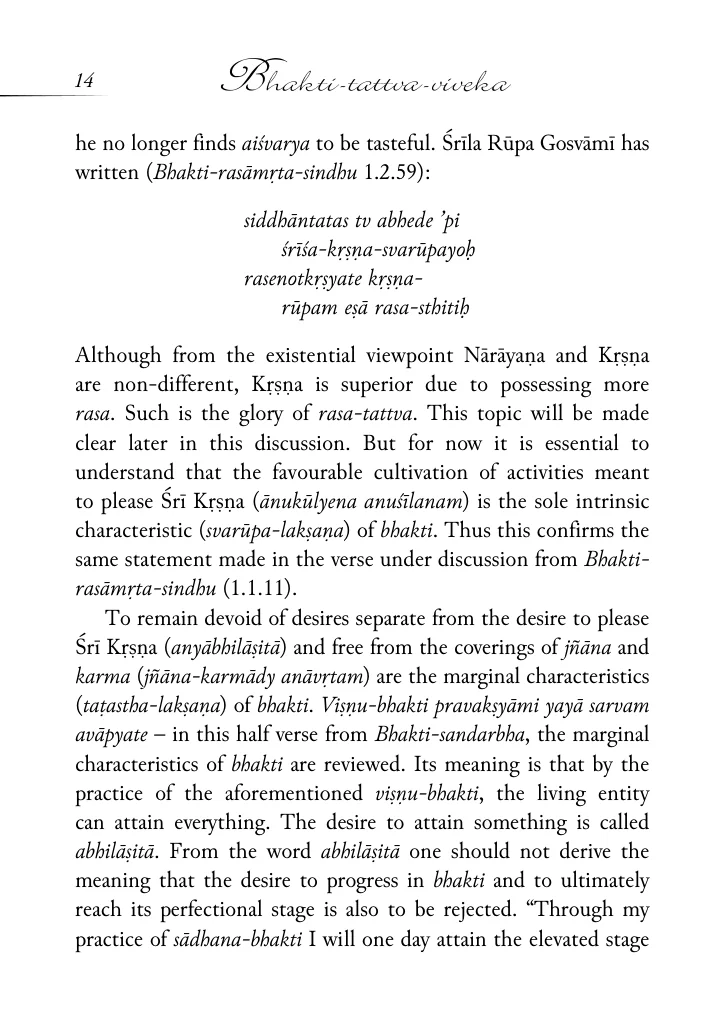 14
Bhakti-tattva-viveka
he no longer finds aiśvarya to be tasteful. Śrīla Rūpa Gosvāmī has
written (Bhakti-rasāmṛta-sindhu 1.2.59):
siddhāntatas tv abhede ’pi
śrīśa-kṛṣṇa-svarūpayoḥ
rasenotkṛṣyate kṛṣṇa-
rūpam eṣā rasa-sthitiḥ
Although from the existential viewpoint Nārāyaṇa and Kṛṣṇa
are non-different, Kṛṣṇa is superior due to possessing more
rasa. Such is the glory of rasa-tattva. This topic will be made
clear later in this discussion. But for now it is essential to
understand that the favourable cultivation of activities meant
to please Śrī Kṛṣṇa (ānukūlyena anuśīlanam) is the sole intrinsic
characteristic (svarūpa-lakṣaṇa) of bhakti. Thus this confirms the
same statement made in the verse under discussion from Bhakti-
rasāmṛta-sindhu (1.1.11).
To remain devoid of desires separate from the desire to please
Śrī Kṛṣṇa (anyābhilāṣitā) and free from the coverings of jñāna and
karma (jñāna-karmādy anāvṛtam) are the marginal characteristics
(taṭastha-lakṣaṇa) of bhakti. Viṣṇu-bhakti pravakṣyāmi yayā sarvam
avāpyate – in this half verse from Bhakti-sandarbha, the marginal
characteristics of bhakti are reviewed. Its meaning is that by the
practice of the aforementioned viṣṇu-bhakti, the living entity
can attain everything. The desire to attain something is called
abhilāṣitā. From the word abhilāṣitā one should not derive the
meaning that the desire to progress in bhakti and to ultimately
reach its perfectional stage is also to be rejected. “Through my
practice of sādhana-bhakti I will one day attain the elevated stage